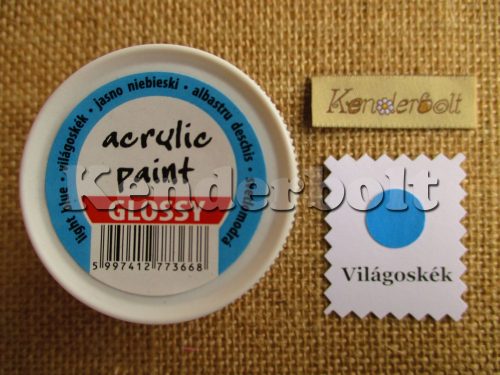 light blue • világoskék • jasno niebieski • albastru deschis •
acrylic
paint
GLOSSY
5 997412 773668
Kenderbolt
Világoskék
Kenderbolt